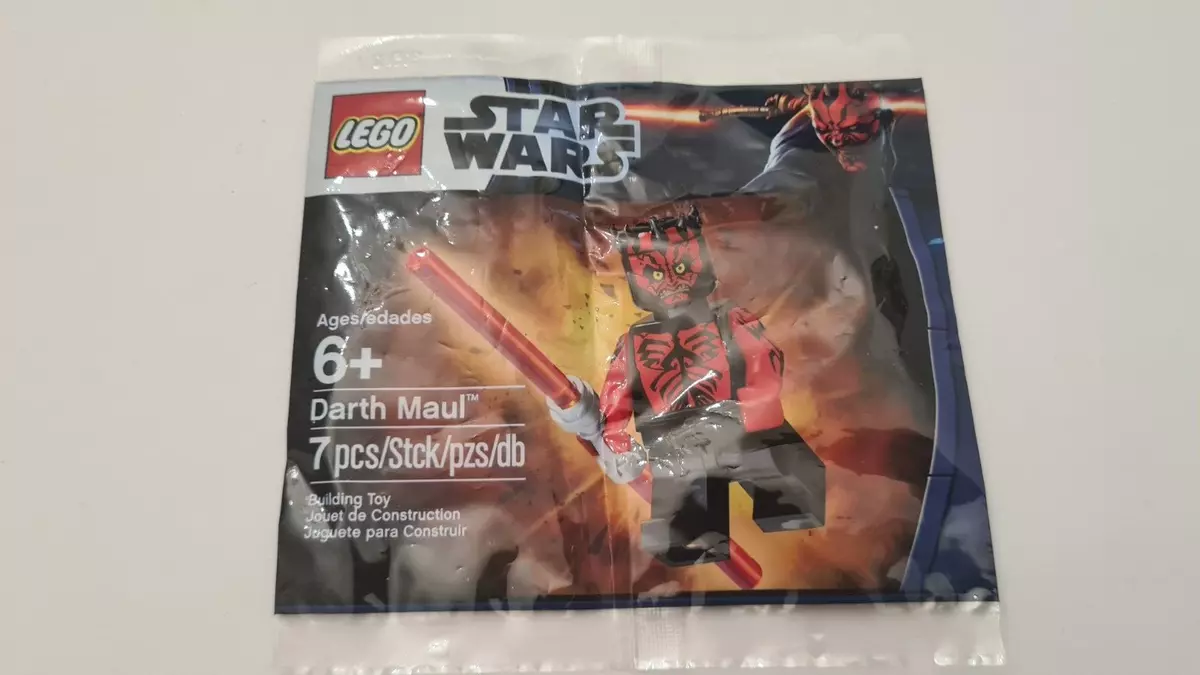 LEGO
STAR
WARS
Ages/edades
6+
Darth Maul™
7 pcs/Stck/pzs/db
Building Toy
Jouet de Construction
Juguete para Construir